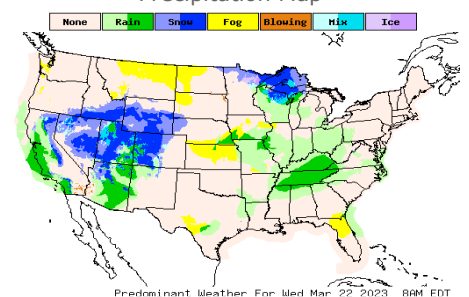 Precipitation Map
None Rain Snow Fog Blowing Mix Ice
Predominant Weather For Wed Mar 22 2023 8AM EDT